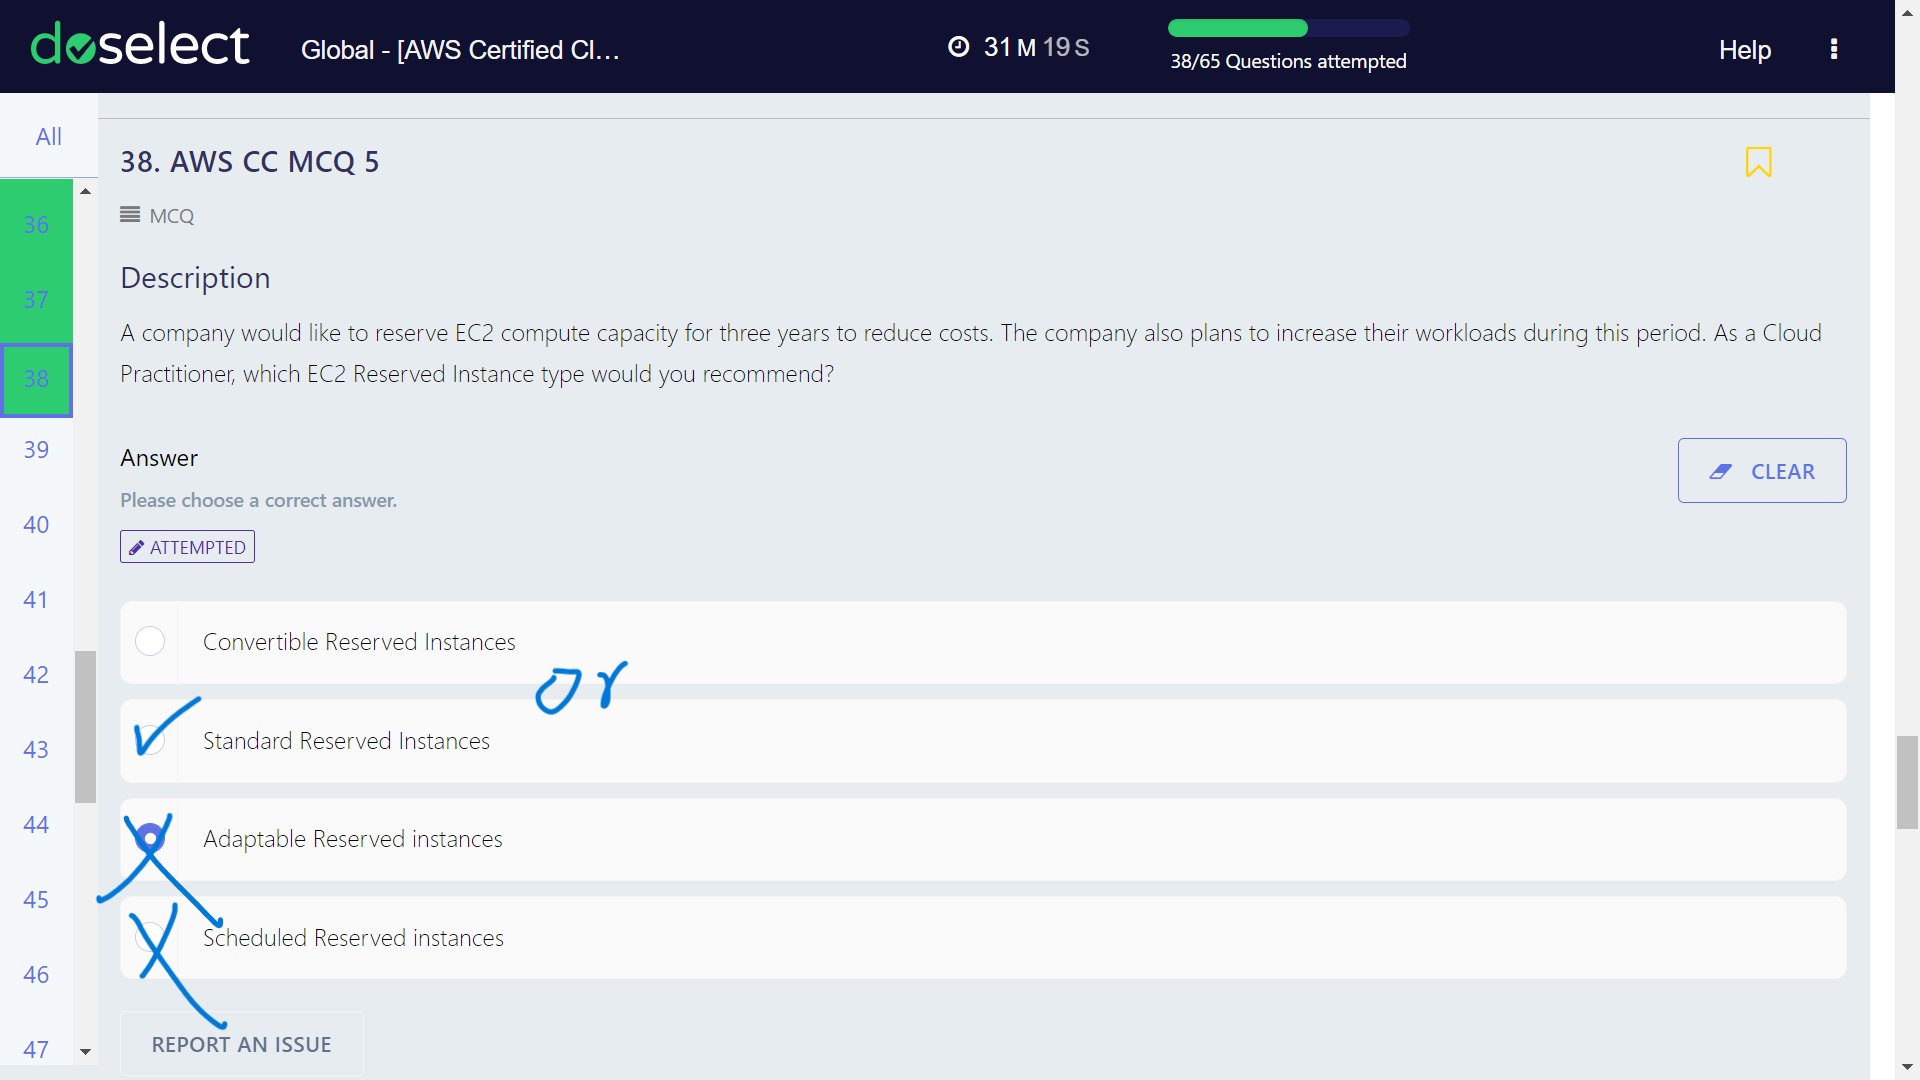 doselect
Global - [AWS Certified Cl...
31 M 19 S
38/65 Questions attempted
Help
All
36
37
38
39
40
41
42
43
44
45
46
47
38. AWS CC MCQ 5
MCQ
Description
A company would like to reserve EC2 compute capacity for three years to reduce costs. The company also plans to increase their workloads during this period. As a Cloud
Practitioner, which EC2 Reserved Instance type would you recommend?
Answer
CLEAR
Please choose a correct answer.
ATTEMPTED
Convertible Reserved Instances
or
Standard Reserved Instances
Adaptable Reserved instances
Scheduled Reserved instances
REPORT AN ISSUE